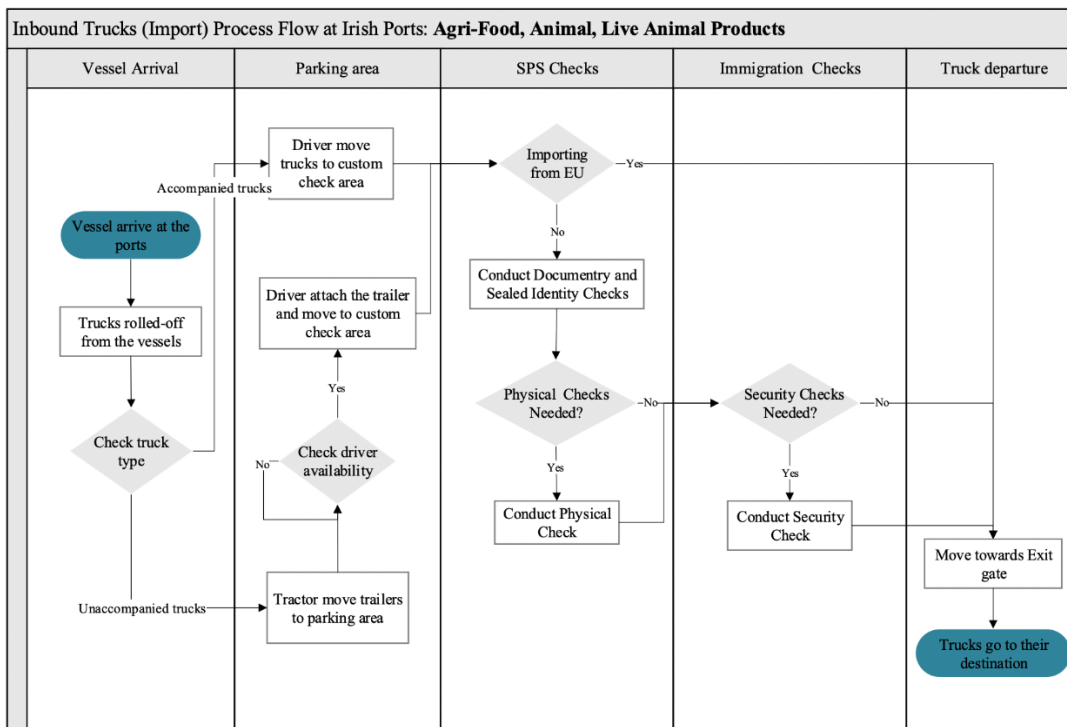 Inbound Trucks (Import) Process Flow at Irish Ports: Agri-Food, Animal, Live Animal Products
Vessel Arrival
Parking area
SPS Checks
Immigration Checks
Truck departure
Vessel arrive at the
ports
Trucks rolled-off
from the vessels
Check truck
type
Accompanied trucks
Unaccompanied trucks
Driver move
trucks to custom
check area
Driver attach the trailer
and move to custom
check area
Yes
Check driver
availability
No
Tractor move trailers
to parking area
Importing
from EU
Yes
No
Conduct Documentry and
Sealed Identity Checks
Physical Checks
Needed?
No
Yes
Conduct Physical
Check
Security Checks
Needed?
No
Yes
Conduct Security
Check
Move towards Exit
gate
Trucks go to their
destination